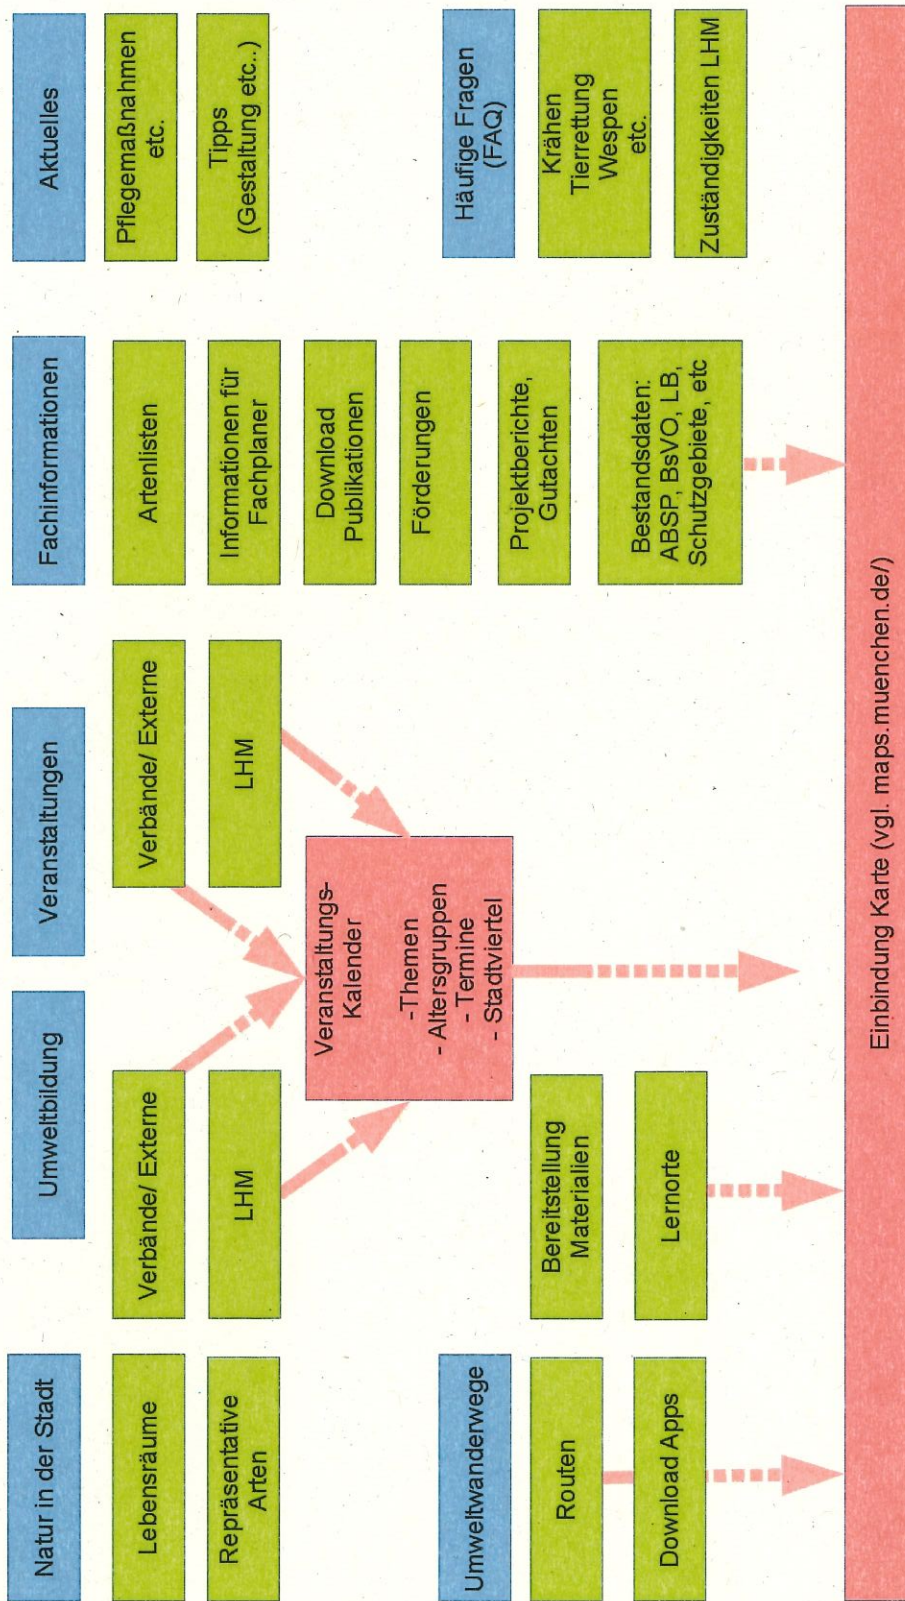 Natur in der Stadt
Lebensräume
Repräsentative
Arten
Umweltwanderwege
Routen
Download Apps
Umweltbildung
Verbände/ Externe
LHM
Bereitstellung
Materialien
Lernorte
Veranstaltungen
Verbände/ Externe
LHM
Veranstaltungs-
Kalender
-Themen
- Altersgruppen
- Termine
- Stadtviertel
Fachinformationen
Artenlisten
Informationen für
Fachplaner
Download
Publikationen
Förderungen
Projektberichte,
Gutachten
Bestandsdaten:
ABSP, BsVO, LB,
Schutzgebiete, etc
Aktuelles
Pflegemaßnahmen
etc.
Tipps
(Gestaltung etc..)
Häufige Fragen
(FAQ)
Krähen
Tierrettung
Wespen
etc.
Zuständigkeiten LHM
Einbindung Karte (vgl. maps.muenchen.de/)